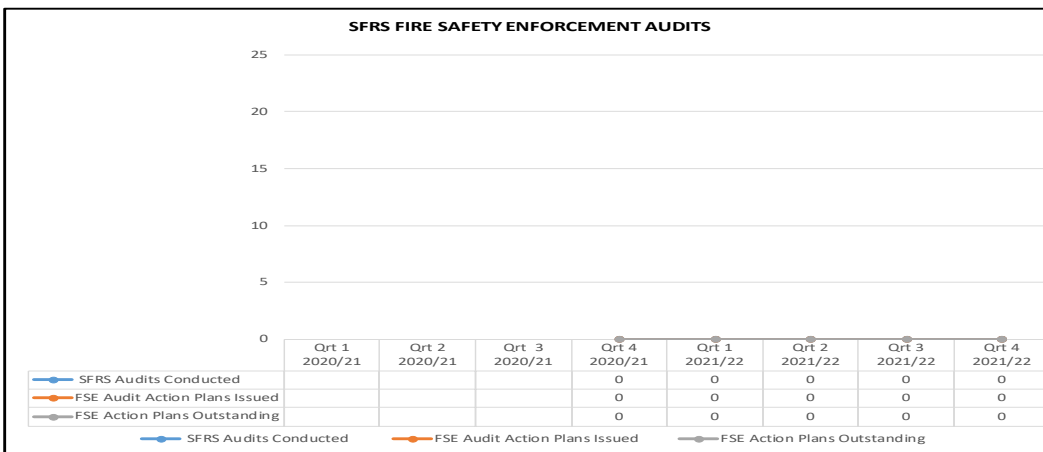 SFRS FIRE SAFETY ENFORCEMENT AUDITS
25
20
15
10
5
0
Qrt 1 Qrt 2 Qrt 3 Qrt 4 Qrt 1 Qrt 2 Qrt 3 Qrt 4
2020/21 2020/21 2020/21 2020/21 2021/22 2021/22 2021/22 2021/22
SFRS Audits Conducted 0 0 0 0 0
FSE Audit Action Plans Issued 0 0 0 0 0
FSE Action Plans Outstanding 0 0 0 0 0
SFRS Audits Conducted FSE Audit Action Plans Issued FSE Action Plans Outstanding